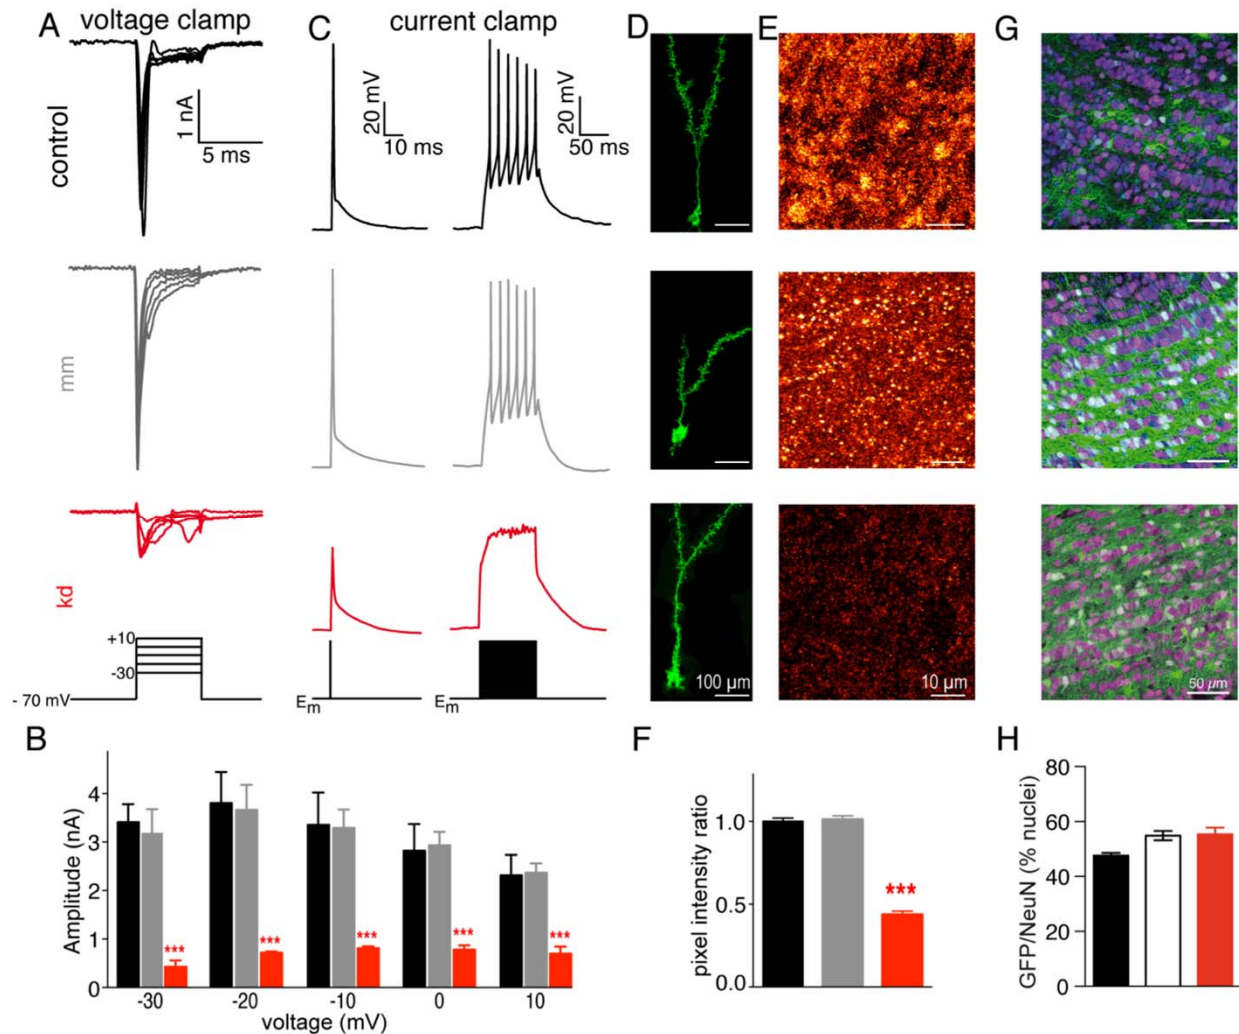 A voltage clamp
C current clamp
D
E
G
control
1 nA
5 ms
20 mV
10 ms
20 mV
50 ms
mm
kd
+10
-30
- 70 mV
Em
Em
100 µm
10 µm
50 µm
B
Amplitude (nA)
4
3
2
1
0
***
***
***
***
***
-30 -20 -10 0 10
voltage (mV)
F
pixel intensity ratio
1.0
0.5
0.0
***
H
GFP/NeuN (% nuclei)
80
60
40
20
0